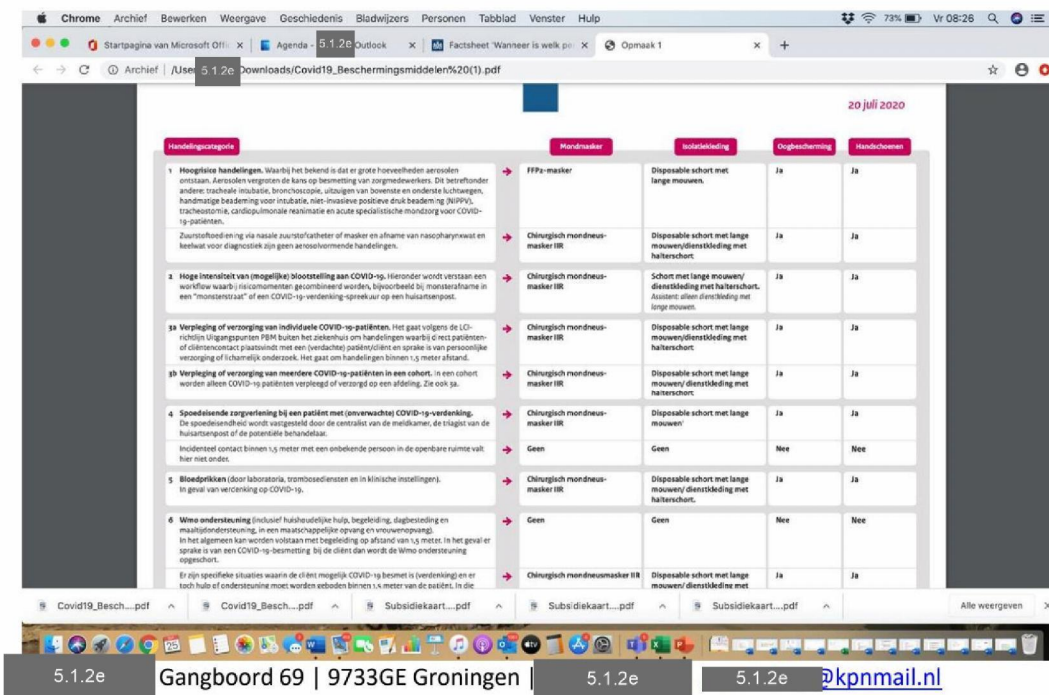 Chrome Archief Bewerken Weergave Geschiedenis Bladwijzers Personen Tabblad Venster Hulp 73% Vr 08:26
Startpagina van Microsoft Offi x Agenda - 5.1.2e Outlook x Factsheet 'Wanneer is welk pe x Opmaak 1 x +
Archief | /User 5.1.2e Downloads/Covid19_Beschermingsmiddelen%20(1).pdf
20 juli 2020
Handelingscategorie Mondmasker Isolatiekleding Oogbescherming Handschoenen
1 Hoogrisico handelingen. Waarbij het bekend is dat er grote hoeveelheden aerosolen FFP2-masker Disposable schort met Ja Ja
ontstaan. Aerosolen vergroten de kans op besmetting van zorgmedewerkers. Dit betreft onder lange mouwen.
andere: tracheale intubatie, bronchoscopie, uitzuigen van bovenste en onderste luchtwegen,
handmatige beademing voor intubatie, niet-invasieve positieve druk beademing (NIPPV),
tracheostomie, cardiopulmonale reanimatie en acute specialistische mondzorg voor COVID-
19-patiënten.
Zuurstoftoediening via nasale zuurstofcatheter of masker en afname van nasopharynxwat en Chirurgisch mondneus- Disposable schort met lange Ja Ja
keelwat voor diagnostiek zijn geen aerosolvormende handelingen. masker IIR mouwen/dienstkleding met
halterschort
2 Hoge intensiteit van (mogelijke) blootstelling aan COVID-19. Hieronder wordt verstaan een Chirurgisch mondneus- Schort met lange mouwen/ Ja Ja
workflow waarbij risicomomenten gecombineerd worden, bijvoorbeeld bij monsterafname in masker IIR dienstkleding met halterschort.
een "monsterstraat" of een COVID-19-verdenking-spreekuur op een huisartsenpost. Assistent: alleen dienstkleding met
lange mouwen.
3a Verpleging of verzorging van individuele COVID-19-patiënten. Het gaat volgens de LCI- Chirurgisch mondneus- Disposable schort met lange Ja Ja
richtlijn Uitgangspunten PBM buiten het ziekenhuis om handelingen waarbij direct patiënten- masker IIR mouwen/dienstkleding met
of cliëntencontact plaatsvindt met een (verdachte) patiënt/cliënt en sprake is van persoonlijke halterschort
verzorging of lichamelijk onderzoek. Het gaat om handelingen binnen 1,5 meter afstand.
3b Verpleging of verzorging van meerdere COVID-19-patiënten in een cohort. In een cohort Chirurgisch mondneus- Disposable schort met lange Ja Ja
worden alleen COVID-19 patiënten verpleegd of verzorgd op een afdeling. Zie ook 3a. masker IIR mouwen/ dienstkleding met
halterschort
4 Spoedeisende zorgverlening bij een patiënt met (onverwachte) COVID-19-verdenking. Chirurgisch mondneus- Disposable schort met lange Ja Ja
De spoedeisendheid wordt vastgesteld door de centralist van de meldkamer, de triagist van de masker IIR mouwen
huisartsenpost of de potentiële behandelaar.
Incidenteel contact binnen 1,5 meter met een onbekende persoon in de openbare ruimte valt Geen Geen Nee Nee
hier niet onder.
5 Bloedprikken (door laboratoria, trombosediensten en in klinische instellingen). Chirurgisch mondneus- Disposable schort met lange Ja Ja
In geval van verdenking op COVID-19. masker IIR mouwen/ dienstkleding met
halterschort.
6 Wmo ondersteuning (inclusief huishoudelijke hulp, begeleiding, dagbesteding en Geen Geen Nee Nee
maaltijdondersteuning, in een maatschappelijke opvang en vrouwenopvang).
In het algemeen kan worden volstaan met begeleiding op afstand van 1,5 meter. In het geval er
sprake is van een COVID-19-besmetting bij de cliënt dan wordt de Wmo ondersteuning
opgeschort.
Er zijn specifieke situaties waarin de cliënt mogelijk COVID-19 besmet is (verdenking) en er Chirurgisch mondneusmasker IIR Disposable schort met lange Ja Ja
toch hulp of ondersteuning moet worden geboden binnen 1,5 meter van de patiënt. In die mouwen/dienstkleding met
Covid19_Besch....pdf Covid19_Besch....pdf Subsidiekaart....pdf Subsidiekaart....pdf Subsidiekaart....pdf Alle weergeven x
5.1.2e Gangboord 69 | 9733GE Groningen | 5.1.2e 5.1.2e @kpnmail.nl